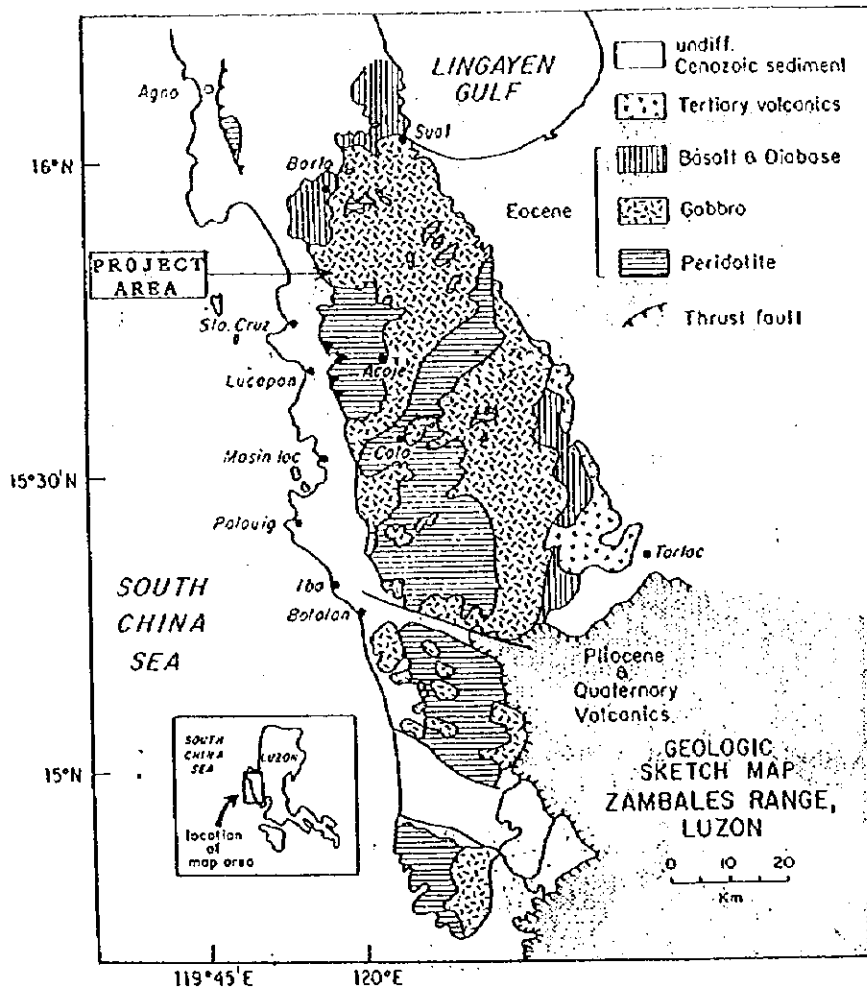 LINGAYEN
GULF
Agno
Sual
16°N
Barlo
PROJECT
AREA
Sto. Cruz
Acoje
Lucapan
Coto
Masinloc
15°30'N
Palauig
Tarlac
Iba
Botolan
SOUTH
CHINA
SEA
Pliocene
&
Quaternary
Volcanics
undiff.
Cenozoic sediment
Tertiary volcanics
Basalt & Diabase
Eocene
Gabbro
Peridotite
Thrust fault
SOUTH
CHINA
SEA
LUZON
location
of
map area
15°N
GEOLOGIC
SKETCH MAP
ZAMBALES RANGE,
LUZON
0 10 20
Km
119°45'E
120°E